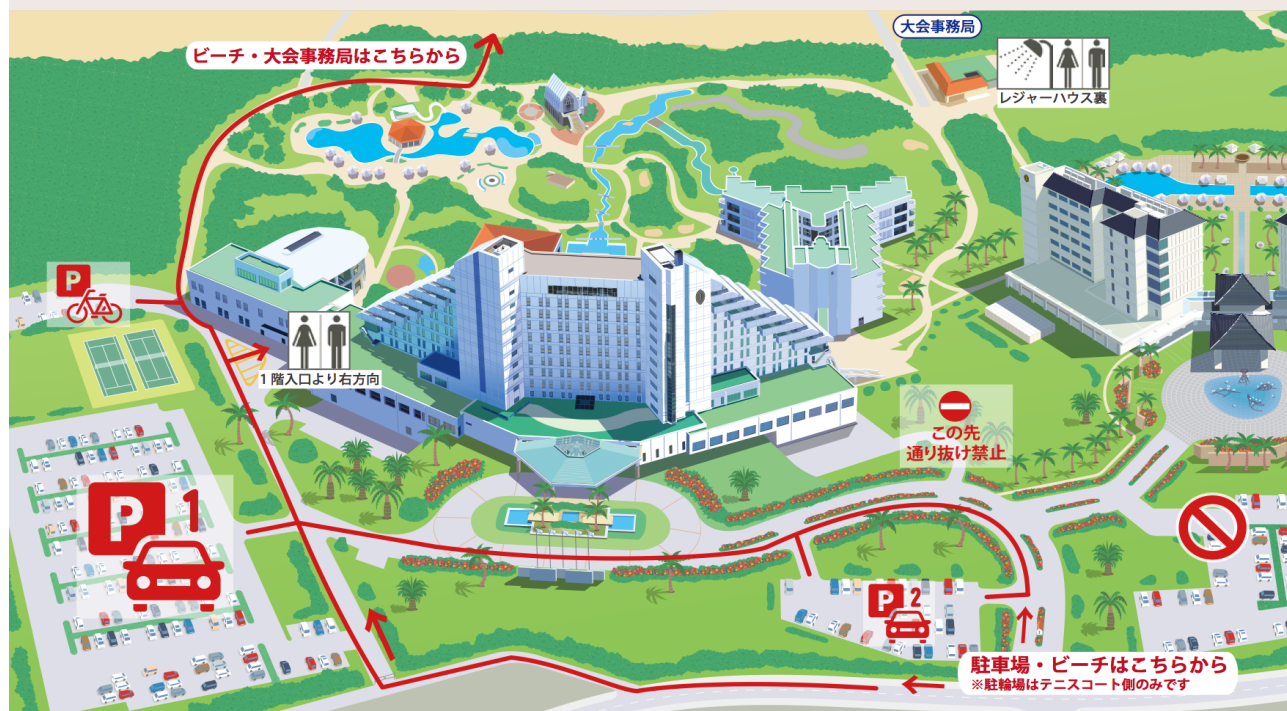 大会事務局
ビーチ・大会事務局はこちらから
レジャーハウス裏
P
1階入口より右方向
この先
通り抜け禁止
P 1
P 2
駐車場・ビーチはこちらから
※駐輪場はテニスコート側のみです